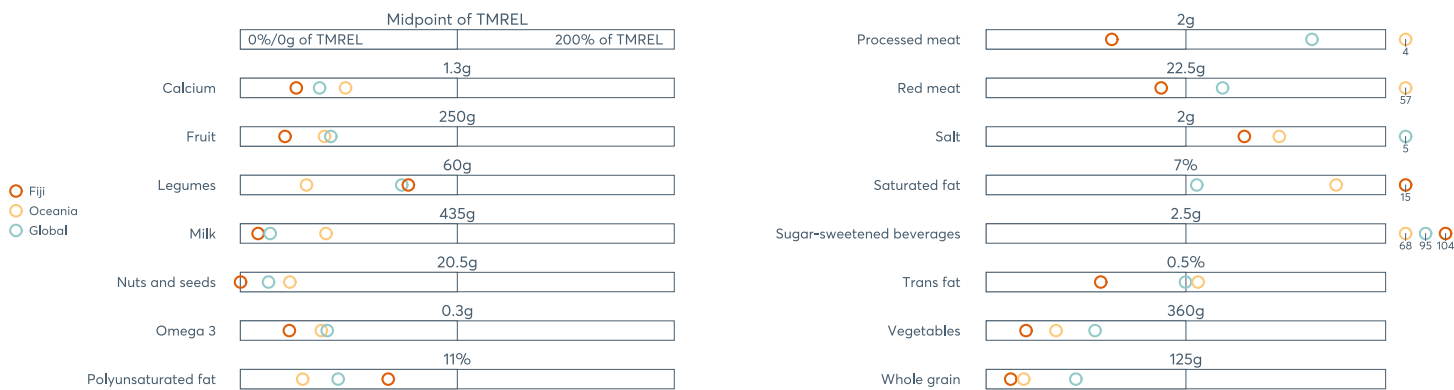 Midpoint of TMREL
0%/0g of TMREL
200% of TMREL
Calcium
1.3g
Fruit
250g
Legumes
60g
Milk
435g
Nuts and seeds
20.5g
Omega 3
0.3g
Polyunsaturated fat
11%
Fiji
Oceania
Global
Processed meat
2g
4
Red meat
22.5g
57
Salt
2g
5
Saturated fat
7%
15
Sugar-sweetened beverages
2.5g
68 95 104
Trans fat
0.5%
Vegetables
360g
Whole grain
125g